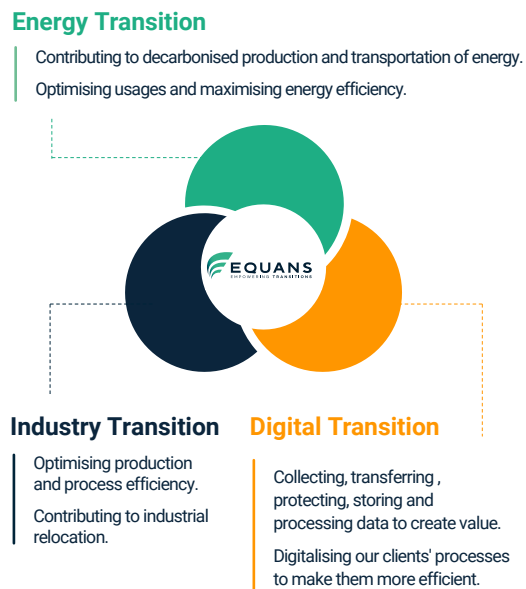 Energy Transition
Contributing to decarbonised production and transportation of energy.
Optimising usages and maximising energy efficiency.
EQUANS
EMPOWERING TRANSITIONS
Industry Transition
Optimising production
and process efficiency.
Contributing to industrial
relocation.
Digital Transition
Collecting, transferring ,
protecting, storing and
processing data to create value.
Digitalising our clients' processes
to make them more efficient.